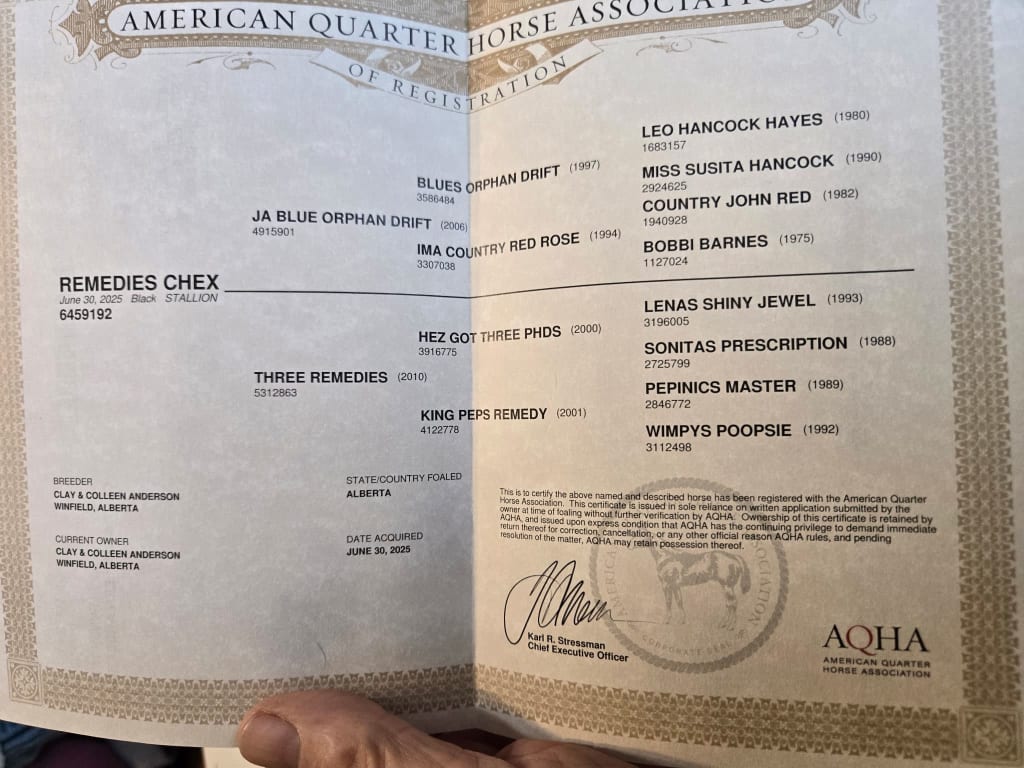 AMERICAN QUARTER HORSE ASSOCIATION
OF REGISTRATION
LEO HANCOCK HAYES (1980)
1683157
BLUES ORPHAN DRIFT (1997)
3586484
MISS SUSITA HANCOCK (1990)
2924625
JA BLUE ORPHAN DRIFT (2006)
4915901
COUNTRY JOHN RED (1982)
1940928
IMA COUNTRY RED ROSE (1994)
3307038
BOBBI BARNES (1975)
1127024
REMEDIES CHEX
June 30, 2025 Black STALLION
6459192
LENAS SHINY JEWEL (1993)
3196005
HEZ GOT THREE PHDS (2000)
3916775
SONITAS PRESCRIPTION (1988)
2725799
THREE REMEDIES (2010)
5312863
PEPINICS MASTER (1989)
2846772
KING PEPS REMEDY (2001)
4122778
WIMPYS POOPSIE (1992)
3112498
BREEDER
CLAY & COLLEEN ANDERSON
WINFIELD, ALBERTA
STATE/COUNTRY FOALED
ALBERTA
CURRENT OWNER
CLAY & COLLEEN ANDERSON
WINFIELD, ALBERTA
DATE ACQUIRED
JUNE 30, 2025
This is to certify the above named and described horse has been registered with the American Quarter
Horse Association. This certificate is issued in sole reliance on written application submitted by the
owner at time of foaling without further verification by AQHA. Ownership of this certificate is retained by
AQHA, and issued upon express condition that AQHA has the continuing privilege to demand immediate
return thereof for correction, cancellation, or any other official reason AQHA rules, and pending
resolution of the matter, AQHA may retain possession thereof.
Karl R. Stressman
Chief Executive Officer
CORPORATE SEAL
AQHA
AMERICAN QUARTER
HORSE ASSOCIATION